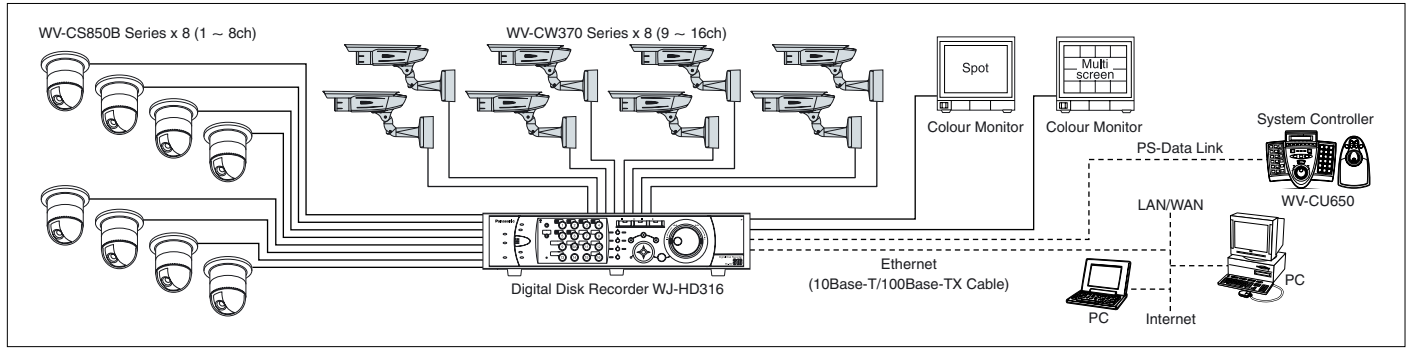 WV-CS850B Series x 8 (1 ~ 8ch)
WV-CW370 Series x 8 (9 ~ 16ch)
Spot
Multi
screen
Colour Monitor
Colour Monitor
System Controller
PS-Data Link
WV-CU650
LAN/WAN
Panasonic
Ethernet
(10Base-T/100Base-TX Cable)
Digital Disk Recorder WJ-HD316
PC
PC
Internet